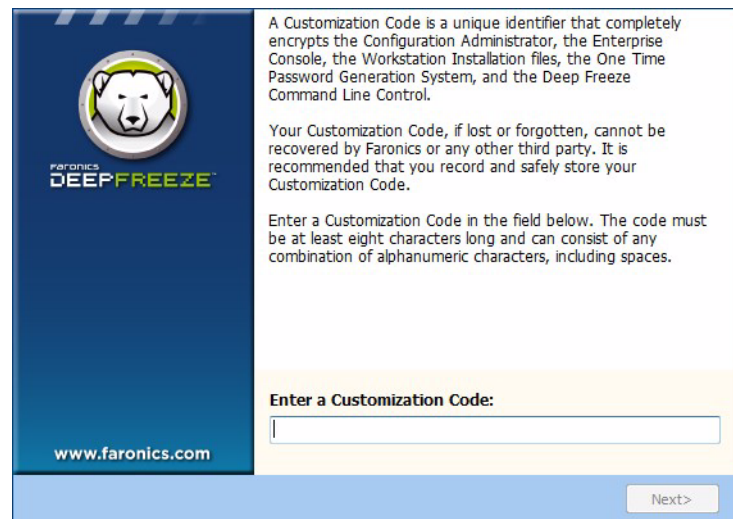 A Customization Code is a unique identifier that completely
encrypts the Configuration Administrator, the Enterprise
Console, the Workstation Installation files, the One Time
Password Generation System, and the Deep Freeze
Command Line Control.
Your Customization Code, if lost or forgotten, cannot be
recovered by Faronics or any other third party. It is
recommended that you record and safely store your
Customization Code.
Enter a Customization Code in the field below. The code must
be at least eight characters long and can consist of any
combination of alphanumeric characters, including spaces.
FARONICS
DEEPFREEZE™
Enter a Customization Code:
www.faronics.com
Next>